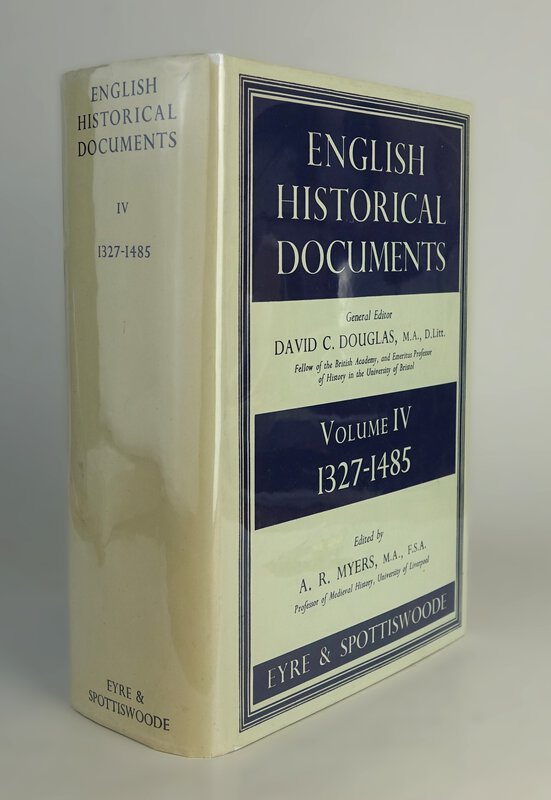 ENGLISH
HISTORICAL
DOCUMENTS
IV
1327-1485
EYRE &
SPOTTISWOODE
ENGLISH
HISTORICAL
DOCUMENTS
General Editor
DAVID C. DOUGLAS, M.A., D.Litt.
Fellow of the British Academy, and Emeritus Professor
of History in the University of Bristol
VOLUME IV
1327-1485
Edited by
A. R. MYERS, M.A., F.S.A.
Professor of Medieval History, University of Liverpool
EYRE & SPOTTISWOODE